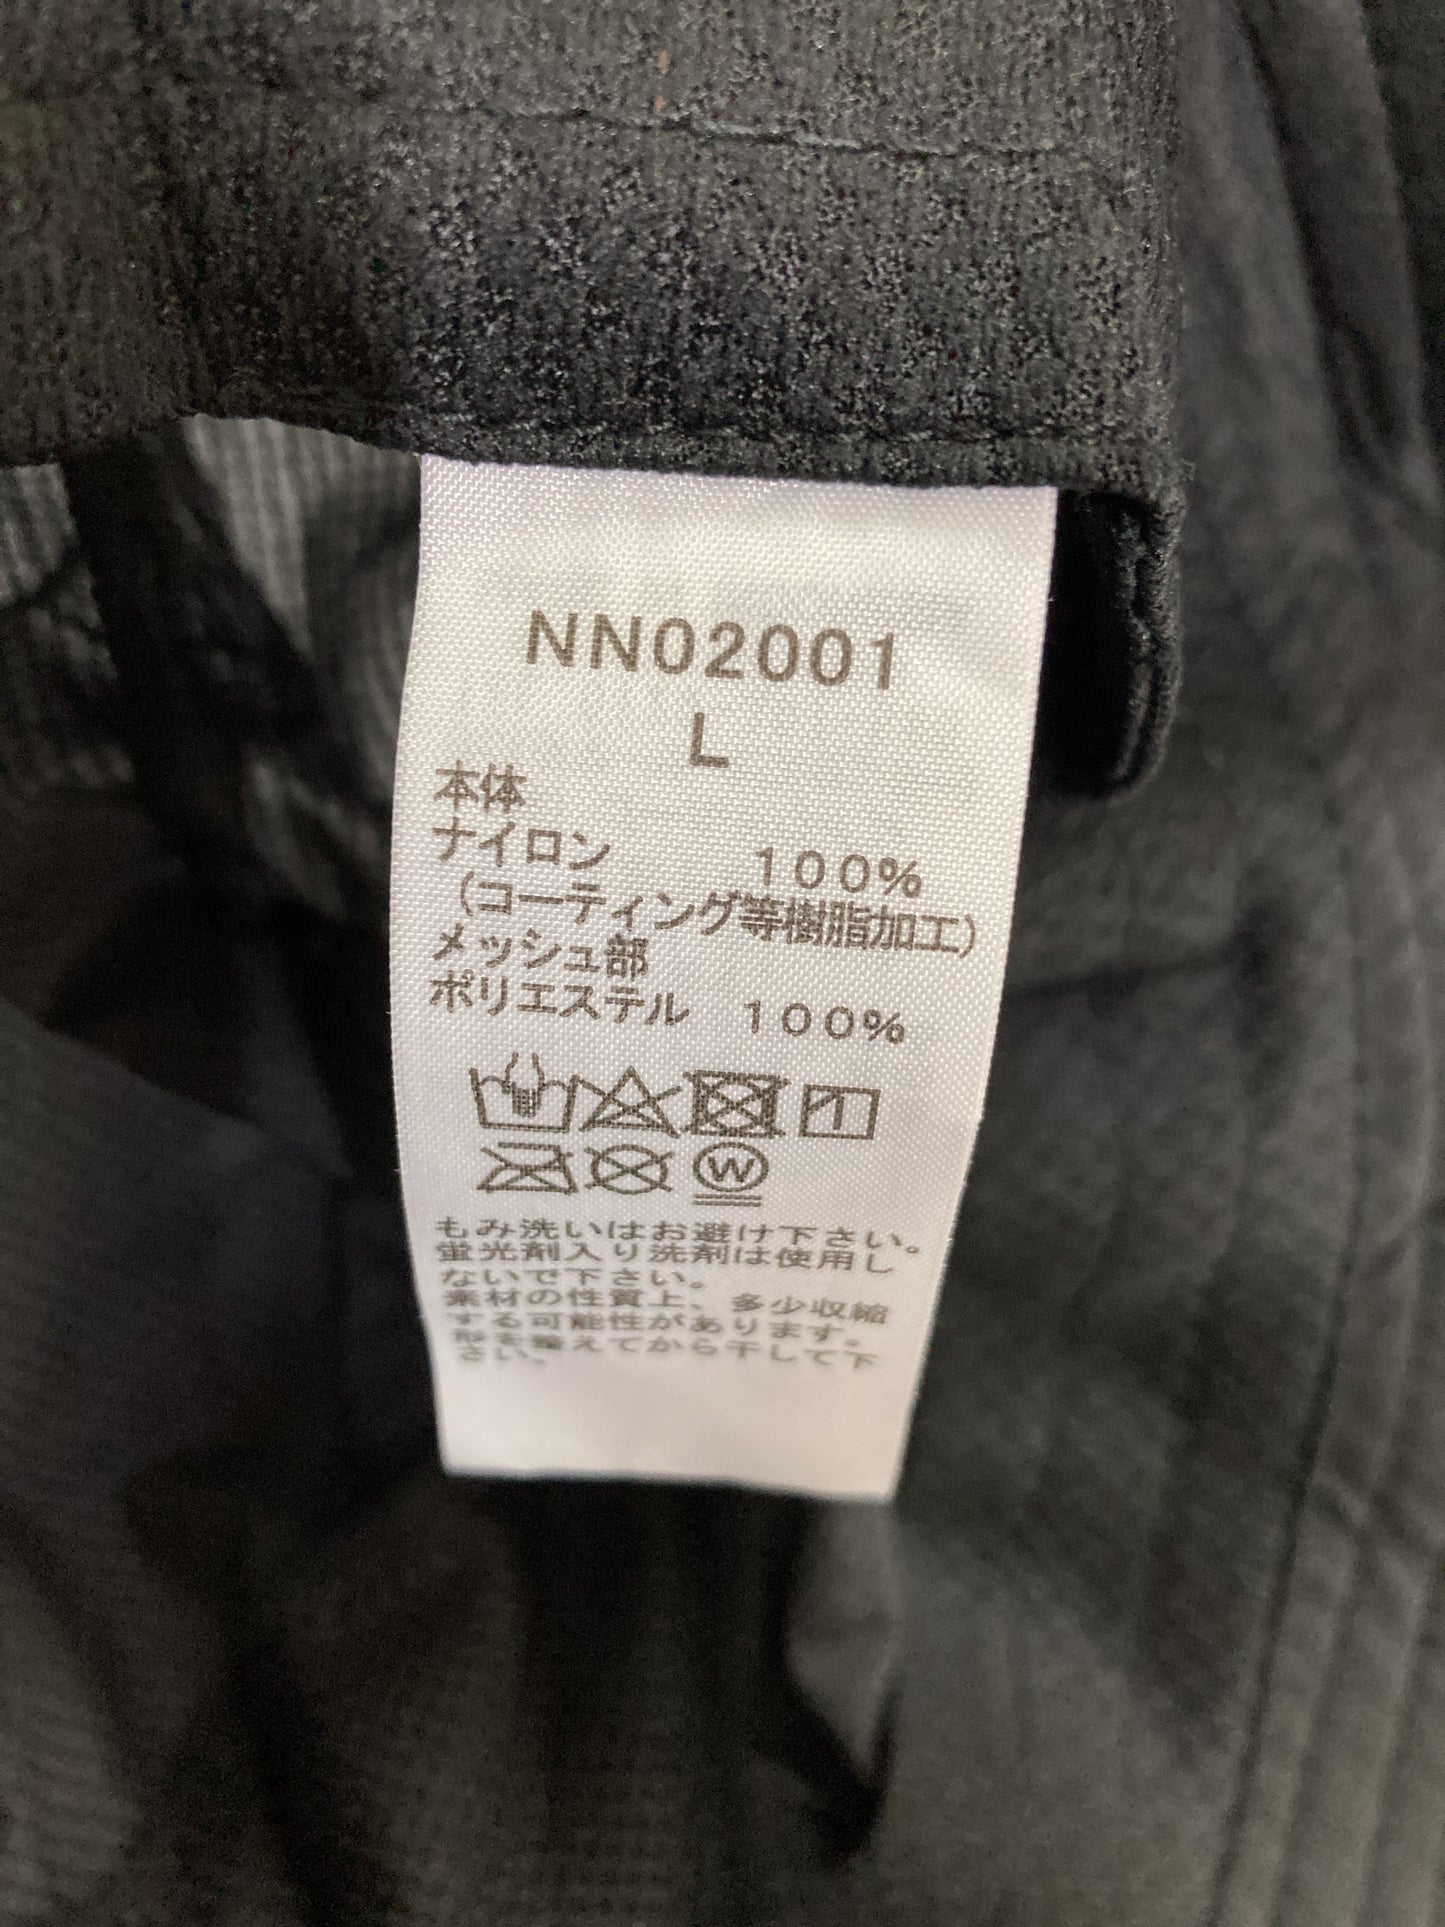 NN02001
L
本体
ナイロン 100%
(コーティング等樹脂加工)
メッシュ部
ポリエステル 100%
W
もみ洗いはお避け下さい。
蛍光剤入り洗剤は使用し
ないで下さい。
素材の性質上、多少収縮
する可能性があります。
形を整えてから干して下
さい。